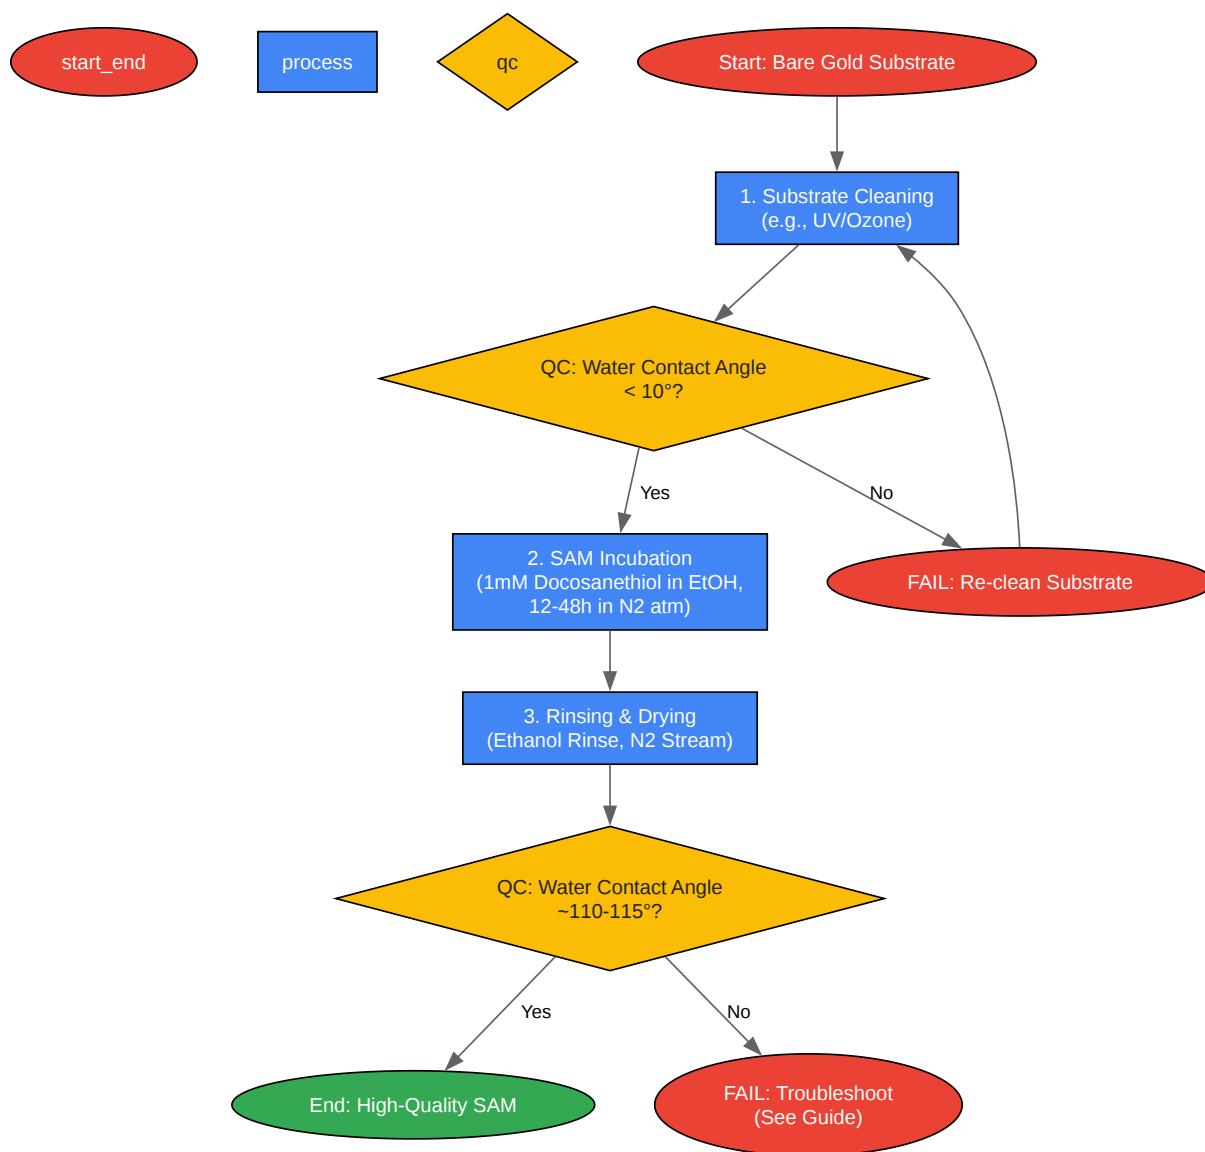 start_end
process
qc
Start: Bare Gold Substrate
1. Substrate Cleaning
(e.g., UV/Ozone)
QC: Water Contact Angle
< 10°?
Yes
No
2. SAM Incubation
(1mM Docosanethiol in EtOH,
12-48h in N2 atm)
FAIL: Re-clean Substrate
3. Rinsing & Drying
(Ethanol Rinse, N2 Stream)
QC: Water Contact Angle
~110-115°?
Yes
No
End: High-Quality SAM
FAIL: Troubleshoot
(See Guide)